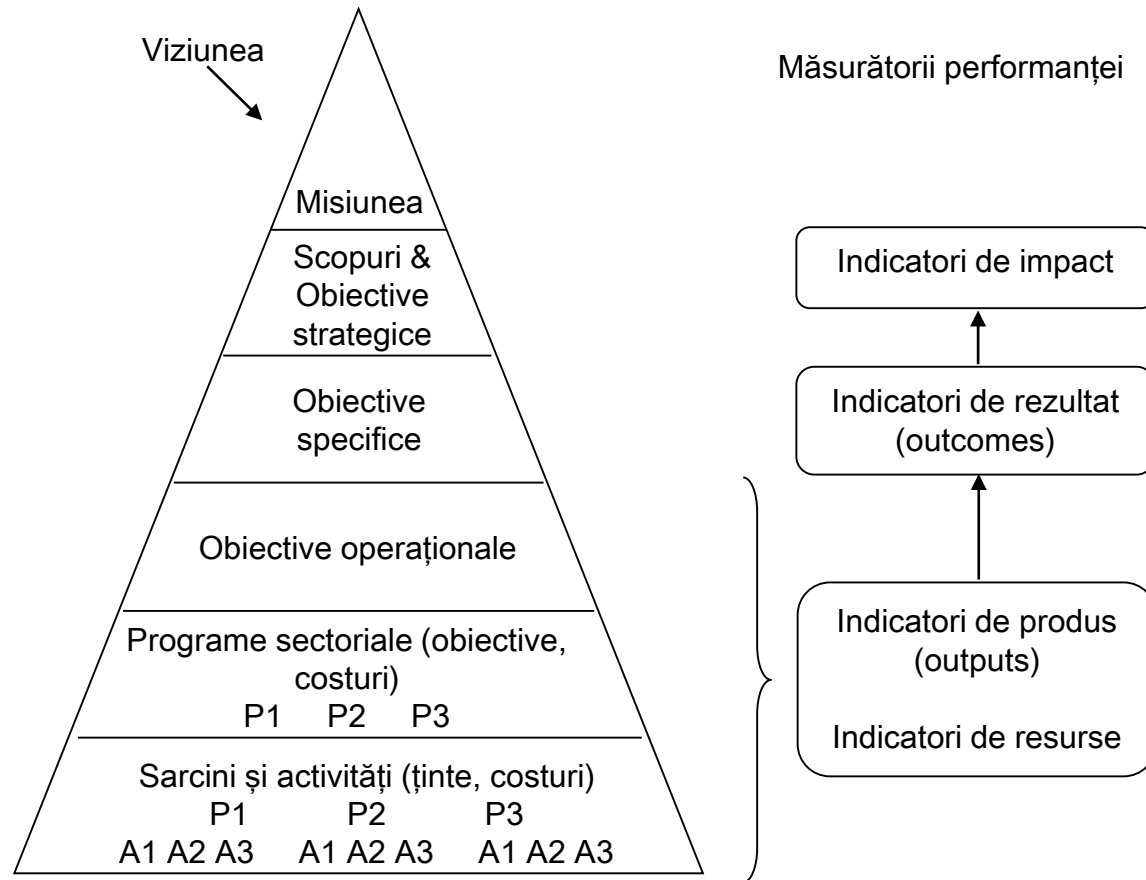 Viziunea
Misiunea
Scopuri &
Obiective
strategice
Obiective
specifice
Obiective operaționale
Programe sectoriale (obiective,
costuri)
P1 P2 P3
Sarcini și activități (ținte, costuri)
P1 P2 P3
A1 A2 A3 A1 A2 A3 A1 A2 A3
Măsurătorii performanței
Indicatori de impact
Indicatori de rezultat
(outcomes)
Indicatori de produs
(outputs)
Indicatori de resurse